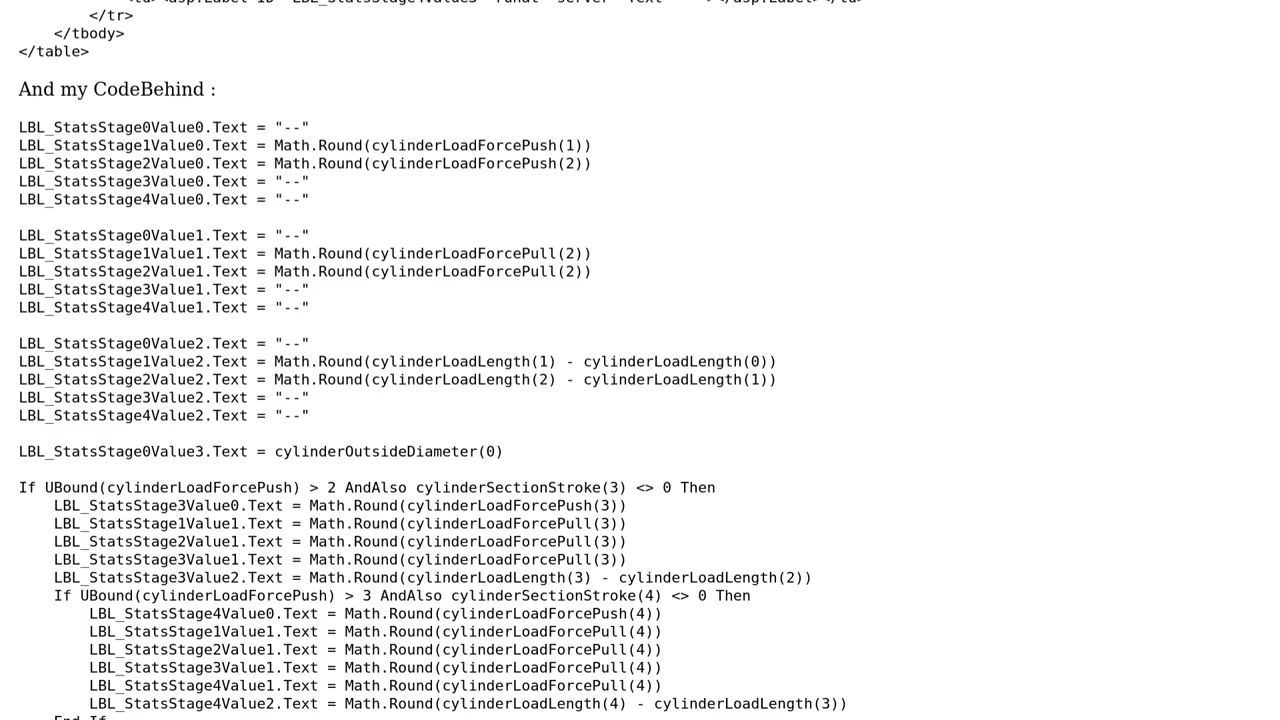 </tr>
</tbody>
</table>
And my CodeBehind :
LBL_StatsStage0Value0.Text = "--"
LBL_StatsStage1Value0.Text = Math.Round(cylinderLoadForcePush(1))
LBL_StatsStage2Value0.Text = Math.Round(cylinderLoadForcePush(2))
LBL_StatsStage3Value0.Text = "--"
LBL_StatsStage4Value0.Text = "--"
LBL_StatsStage0Value1.Text = "--"
LBL_StatsStage1Value1.Text = Math.Round(cylinderLoadForcePull(2))
LBL_StatsStage2Value1.Text = Math.Round(cylinderLoadForcePull(2))
LBL_StatsStage3Value1.Text = "--"
LBL_StatsStage4Value1.Text = "--"
LBL_StatsStage0Value2.Text = "--"
LBL_StatsStage1Value2.Text = Math.Round(cylinderLoadLength(1) - cylinderLoadLength(0))
LBL_StatsStage2Value2.Text = Math.Round(cylinderLoadLength(2) - cylinderLoadLength(1))
LBL_StatsStage3Value2.Text = "--"
LBL_StatsStage4Value2.Text = "--"
LBL_StatsStage0Value3.Text = cylinderOutsideDiameter(0)
If UBound(cylinderLoadForcePush) > 2 AndAlso cylinderSectionStroke(3) <> 0 Then
LBL_StatsStage3Value0.Text = Math.Round(cylinderLoadForcePush(3))
LBL_StatsStage1Value1.Text = Math.Round(cylinderLoadForcePull(3))
LBL_StatsStage2Value1.Text = Math.Round(cylinderLoadForcePull(3))
LBL_StatsStage3Value1.Text = Math.Round(cylinderLoadForcePull(3))
LBL_StatsStage3Value2.Text = Math.Round(cylinderLoadLength(3) - cylinderLoadLength(2))
If UBound(cylinderLoadForcePush) > 3 AndAlso cylinderSectionStroke(4) <> 0 Then
LBL_StatsStage4Value0.Text = Math.Round(cylinderLoadForcePush(4))
LBL_StatsStage1Value1.Text = Math.Round(cylinderLoadForcePull(4))
LBL_StatsStage2Value1.Text = Math.Round(cylinderLoadForcePull(4))
LBL_StatsStage3Value1.Text = Math.Round(cylinderLoadForcePull(4))
LBL_StatsStage4Value1.Text = Math.Round(cylinderLoadForcePull(4))
LBL_StatsStage4Value2.Text = Math.Round(cylinderLoadLength(4) - cylinderLoadLength(3))